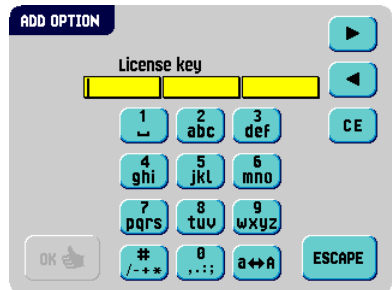 ADD OPTION
License key
1 2 3 CE
␣ abc def
4 5 6
ghi jkl mno
7 8 9
pqrs tuv wxyz
OK # 0 a↔A ESCAPE
/-+* ,.:;